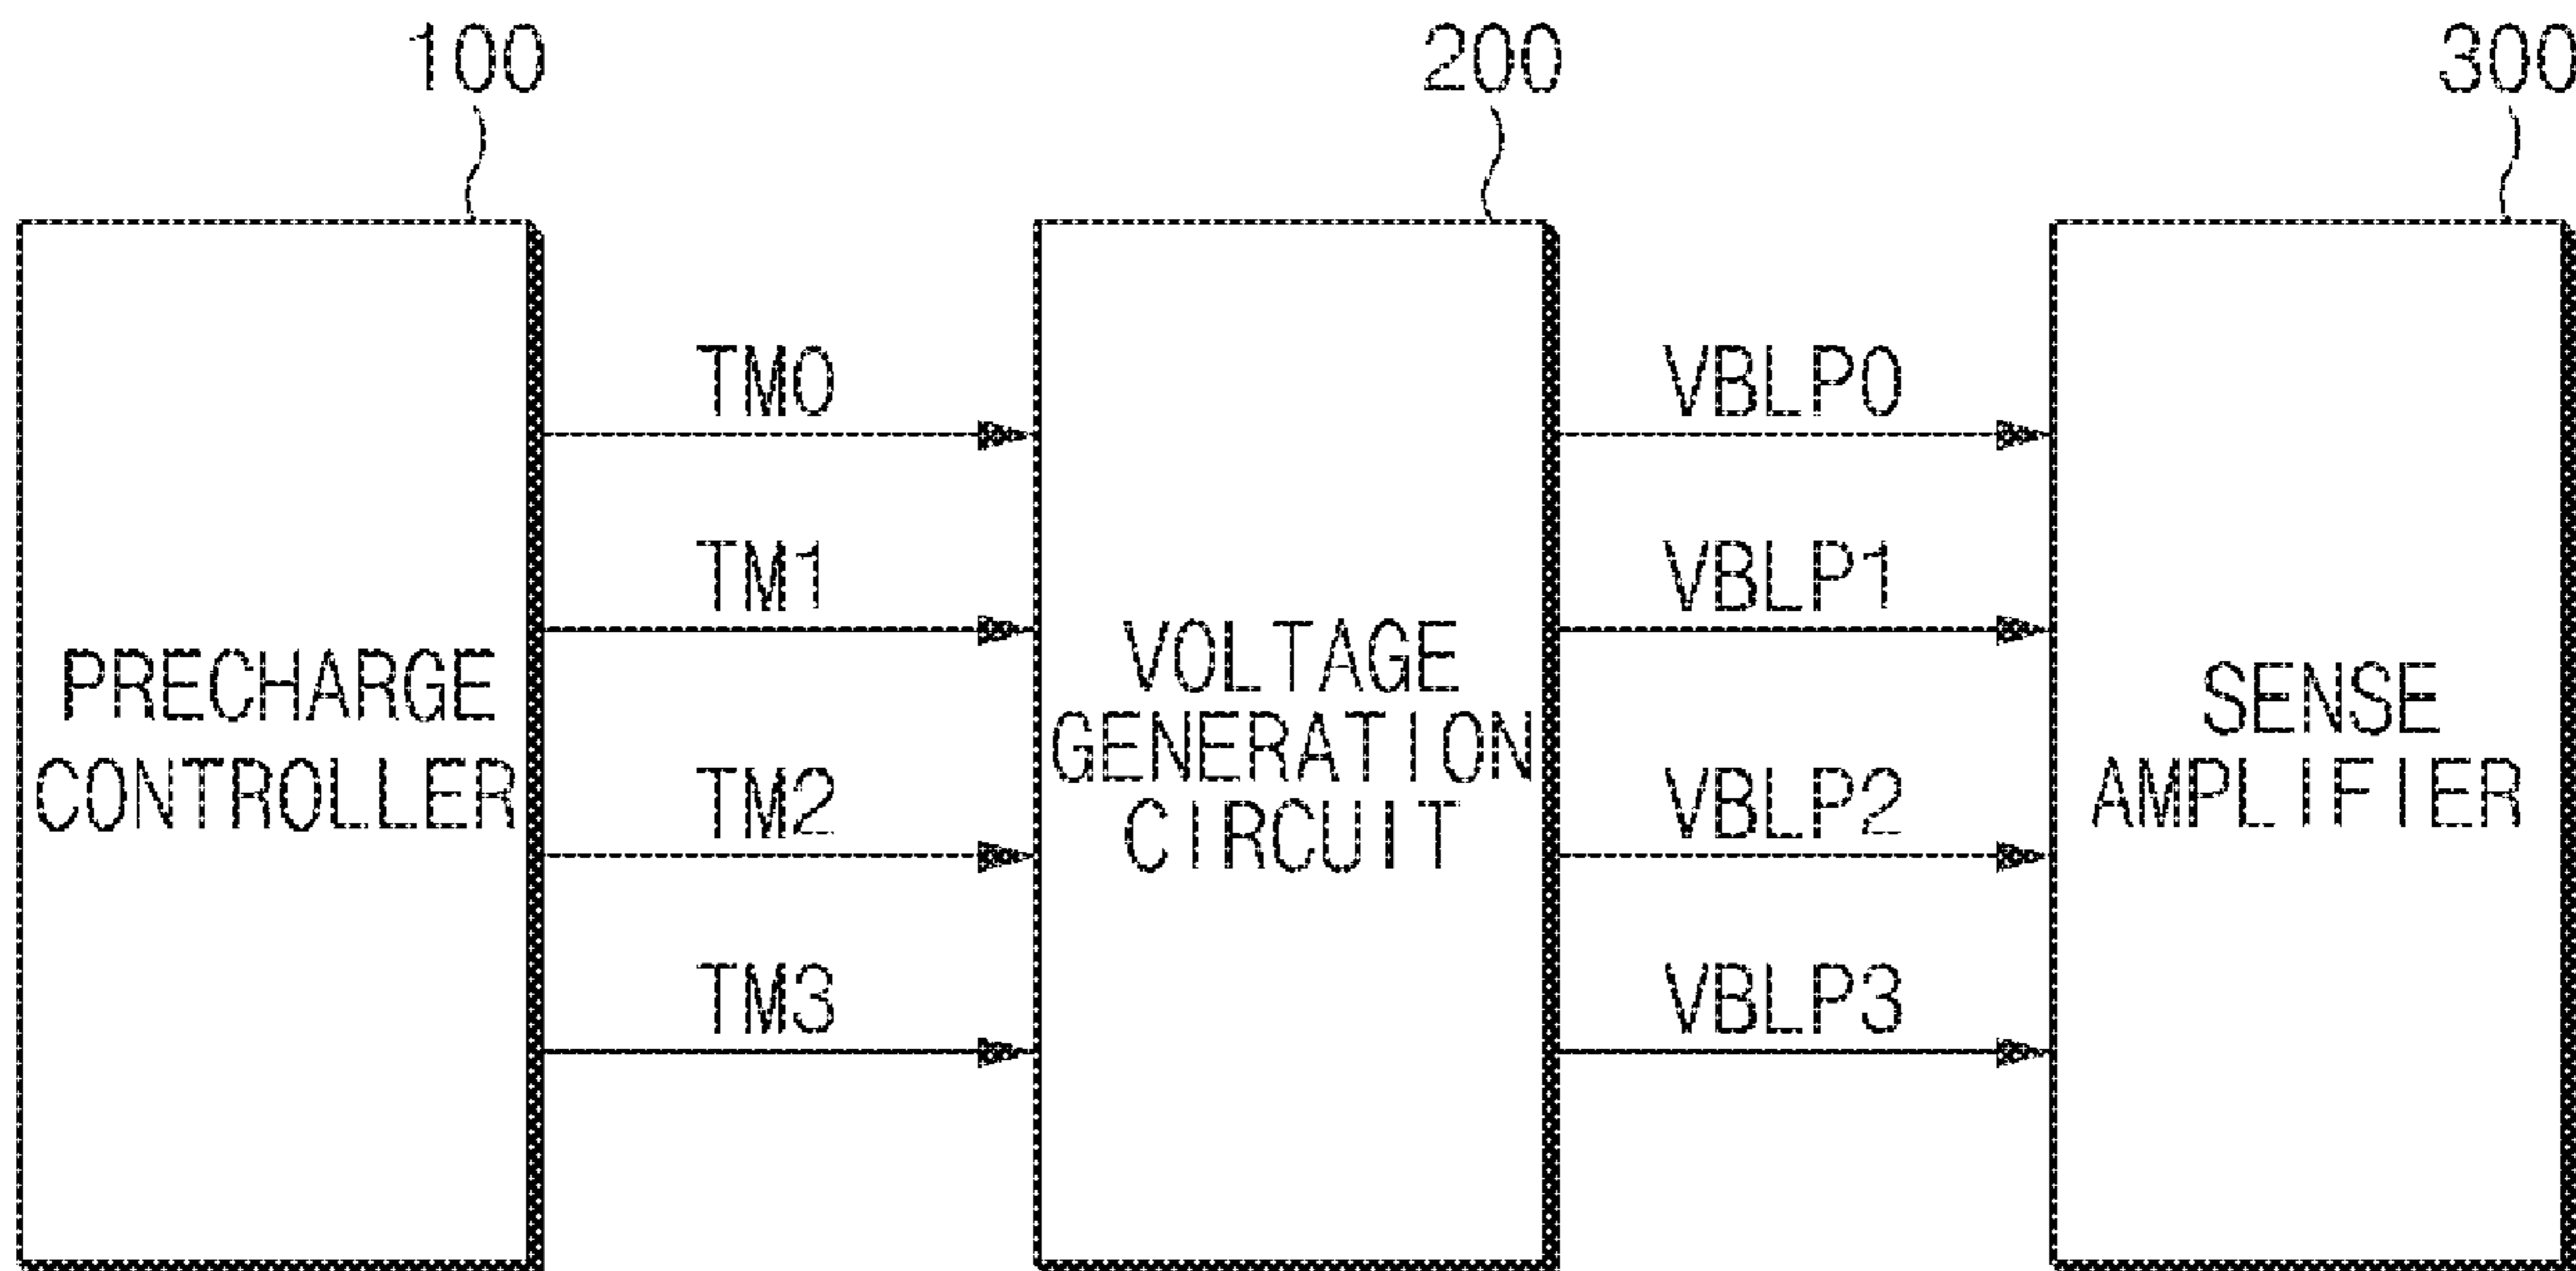 100
200
300
TM0
VBLP0
TM1
VBLP1
PRECHARGE
CONTROLLER
VOLTAGE
GENERATION
CIRCUIT
SENSE
AMPLIFIER
TM2
VBLP2
TM3
VBLP3